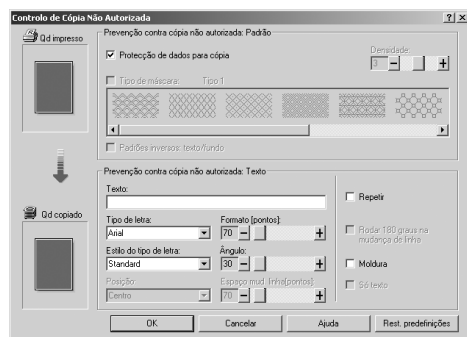 Controlo de Cópia Não Autorizada
Qd impresso
Prevenção contra cópia não autorizada: Padrão
Protecção de dados para cópia
Densidade:
3
Tipo de máscara: Tipo 1
Padrões inversos: texto/fundo
Qd copiado
Prevenção contra cópia não autorizada: Texto
Texto:
Repetir
Tipo de letra: Formato [pontos]:
Arial 70
Rodar 180 graus na
mudança de linha
Estilo do tipo de letra: Ângulo:
Standard 30
Moldura
Posição: Espaço mud. linha[pontos]:
Centro 70
Só texto
OK Cancelar Ajuda Rest. predefinições